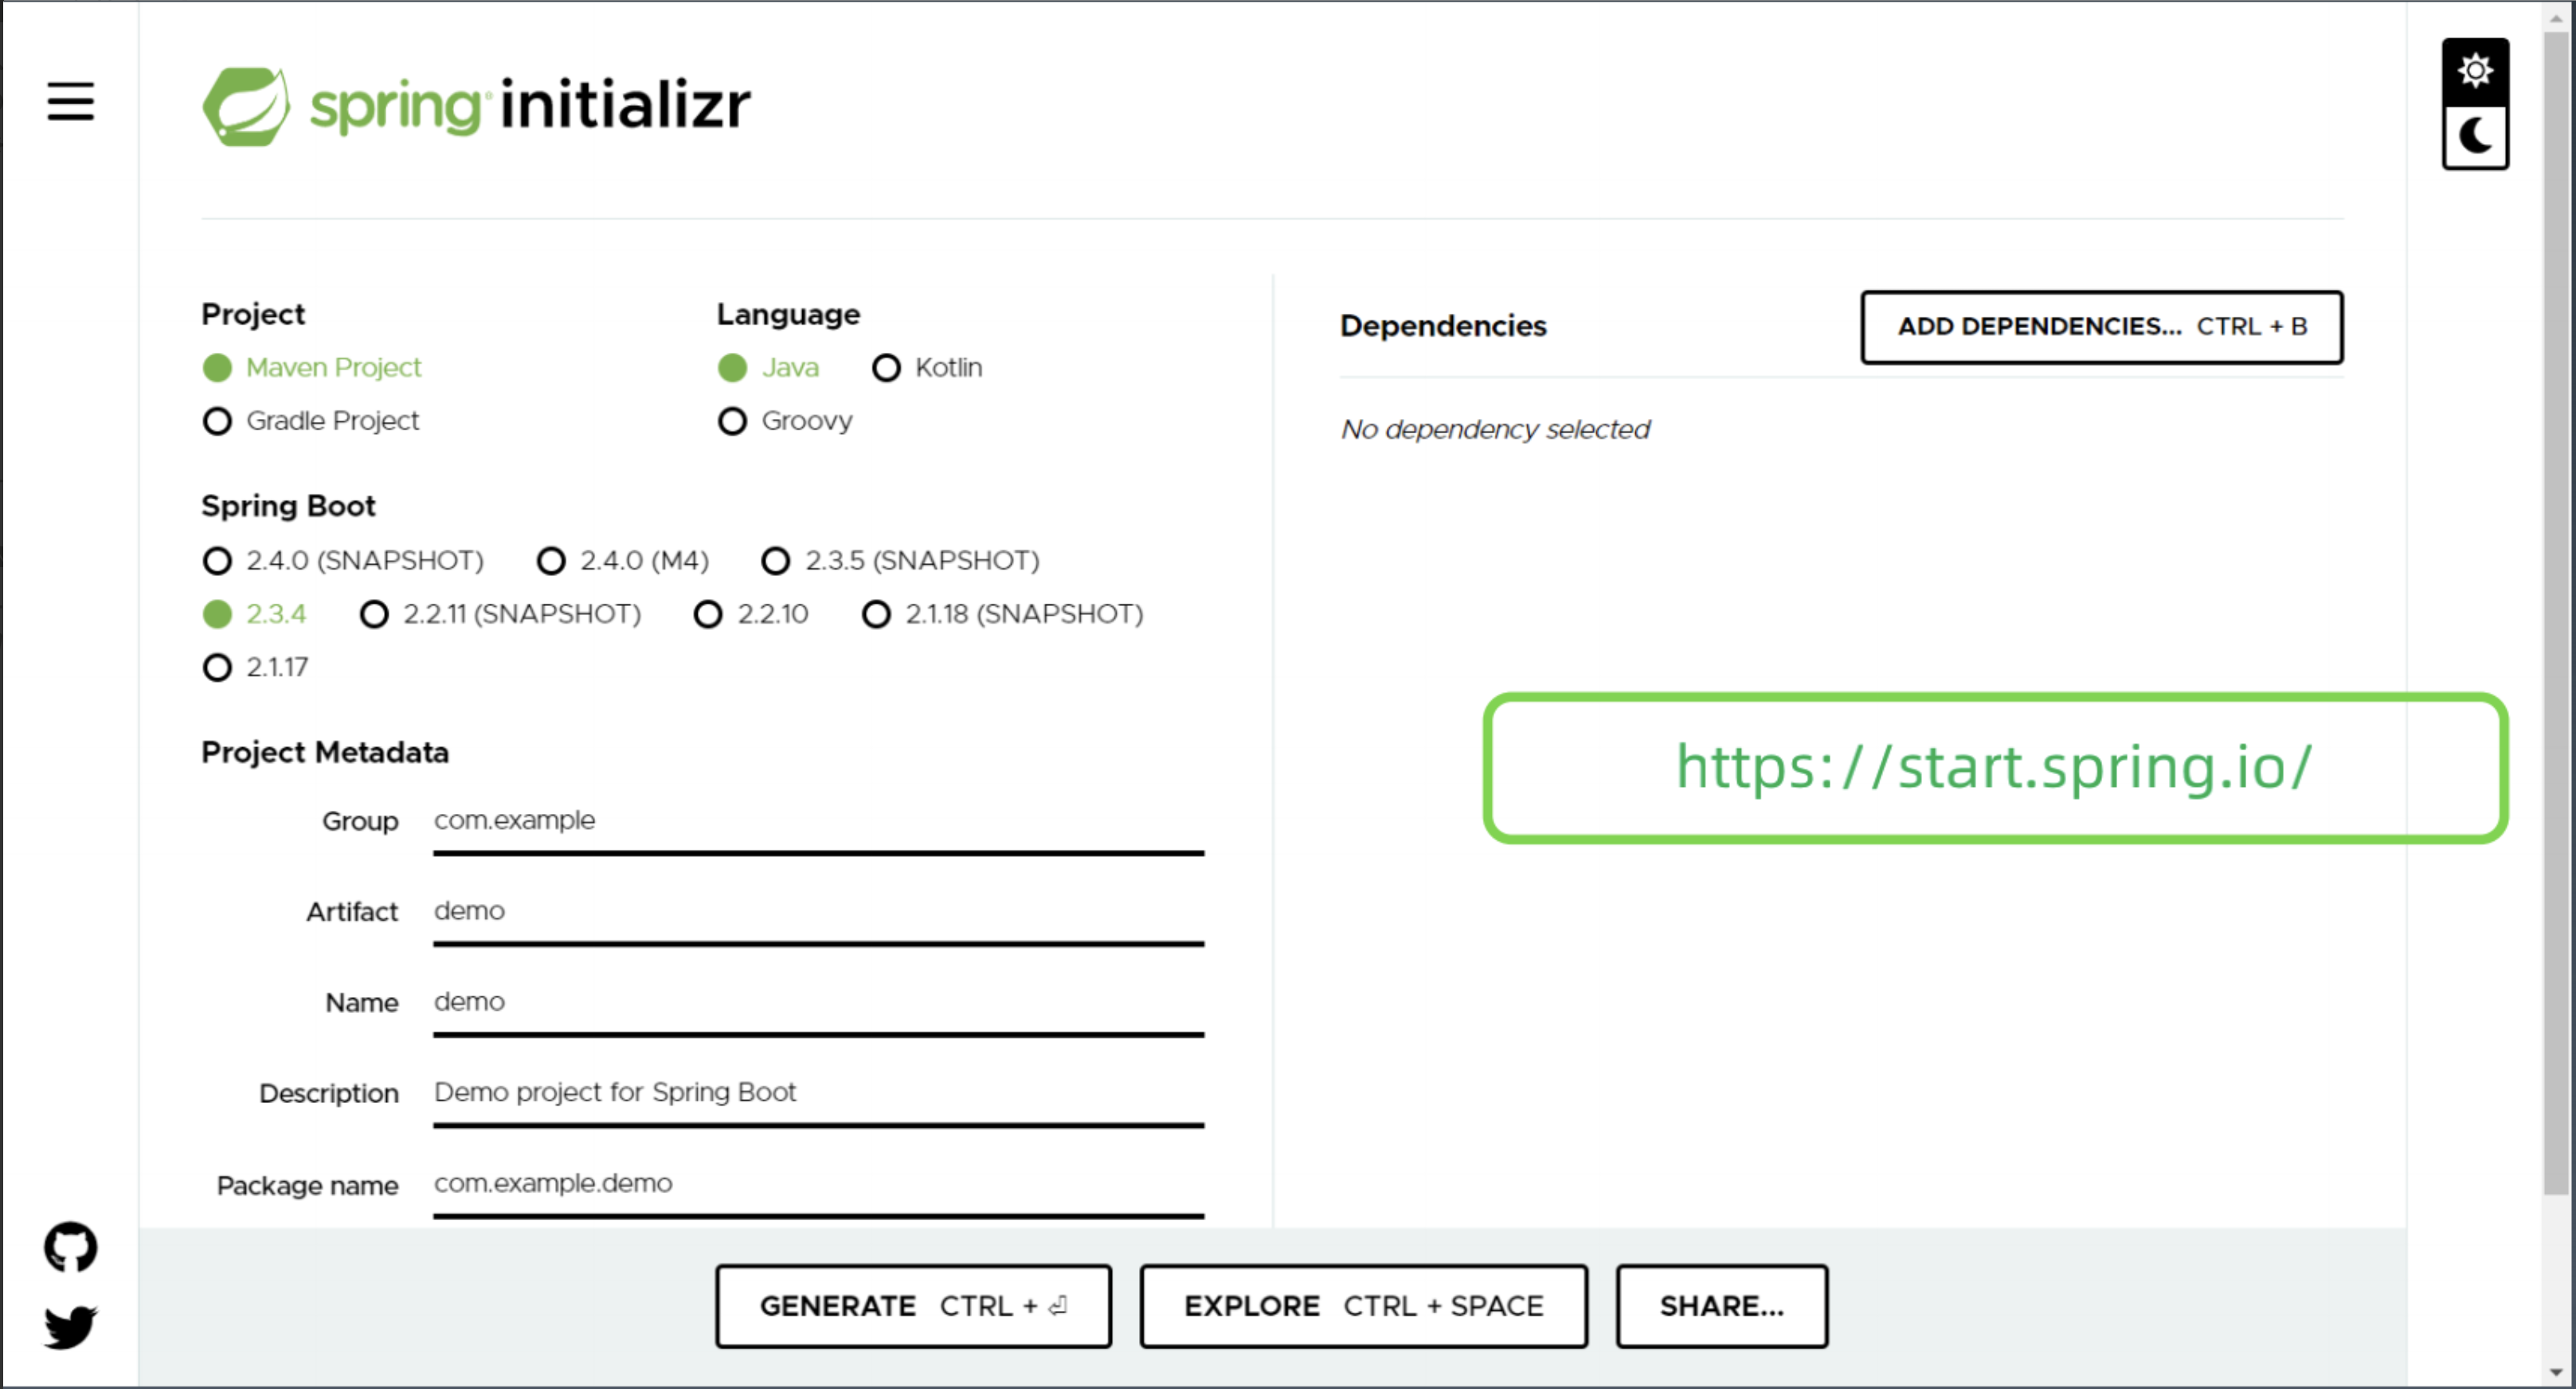 spring initializr
Project
Maven Project
Gradle Project
Language
Java Kotlin
Groovy
Spring Boot
2.4.0 (SNAPSHOT) 2.4.0 (M4) 2.3.5 (SNAPSHOT)
2.3.4 2.2.11 (SNAPSHOT) 2.2.10 2.1.18 (SNAPSHOT)
2.1.17
Project Metadata
Group com.example
Artifact demo
Name demo
Description Demo project for Spring Boot
Package name com.example.demo
Dependencies
ADD DEPENDENCIES... CTRL + B
No dependency selected
https://start.spring.io/
GENERATE CTRL + ⏎
EXPLORE CTRL + SPACE
SHARE...